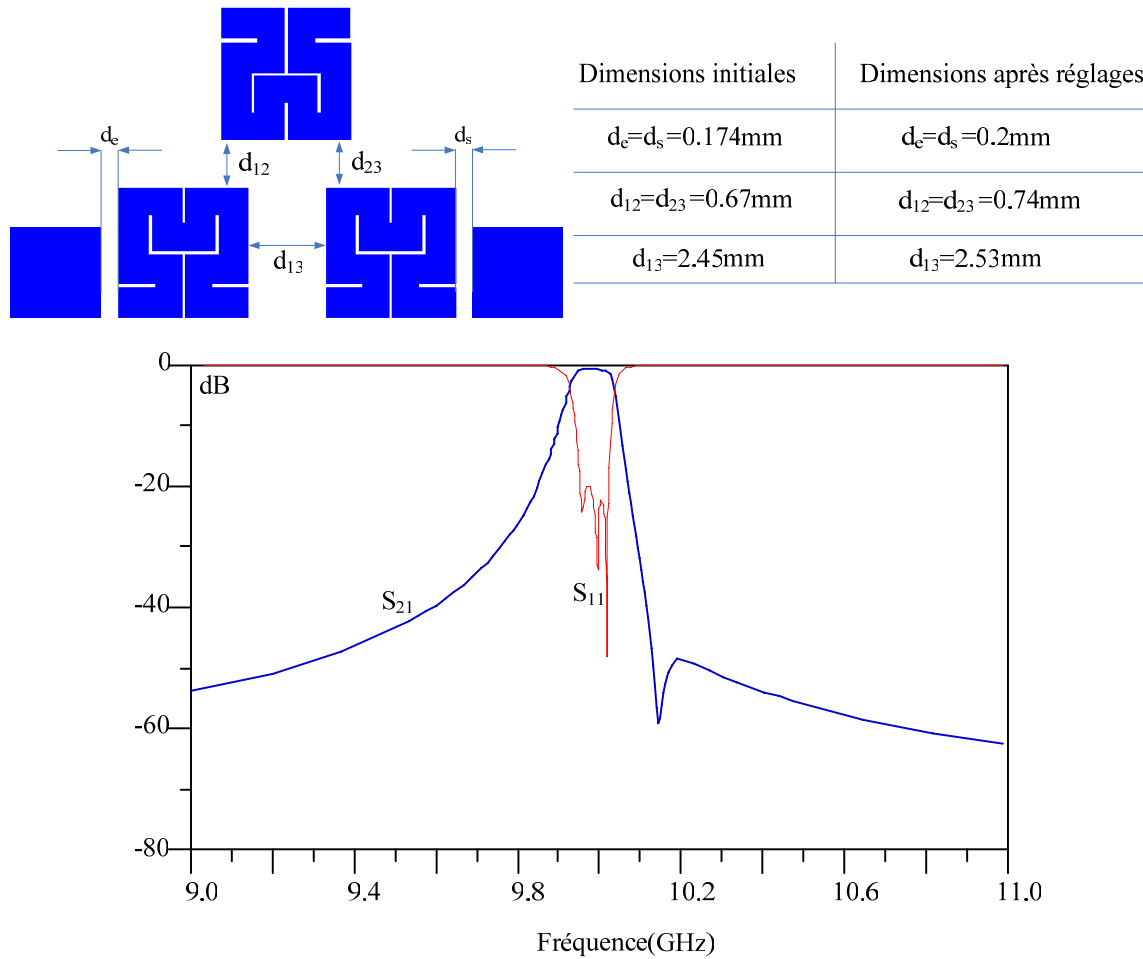 dₑ
d₁₂
d₂₃
dₛ
d₁₃
Dimensions initiales
Dimensions après réglages
dₑ=dₛ=0.174mm
dₑ=dₛ=0.2mm
d₁₂=d₂₃=0.67mm
d₁₂=d₂₃=0.74mm
d₁₃=2.45mm
d₁₃=2.53mm
0
dB
-20
-40
-60
-80
S₂₁
S₁₁
9.0
9.4
9.8
10.2
10.6
11.0
Fréquence(GHz)